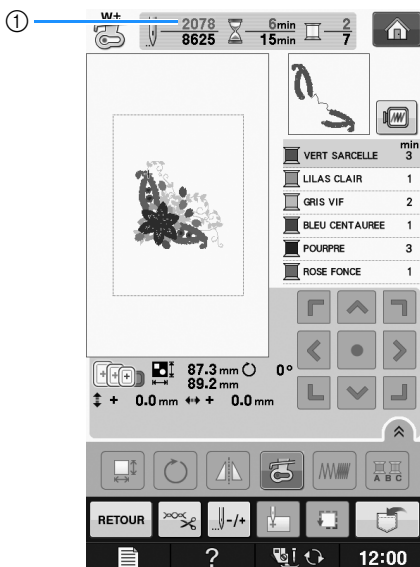 ①
W+
2078 6min 2
8625 15min 7
min
VERT SARCELLE 3
LILAS CLAIR 1
GRIS VIF 2
BLEU CENTAUREE 1
POURPRE 3
ROSE FONCE 1
87.3 mm 0°
89.2 mm
+ 0.0 mm + 0.0 mm
A B C
RETOUR -/+
? 12:00